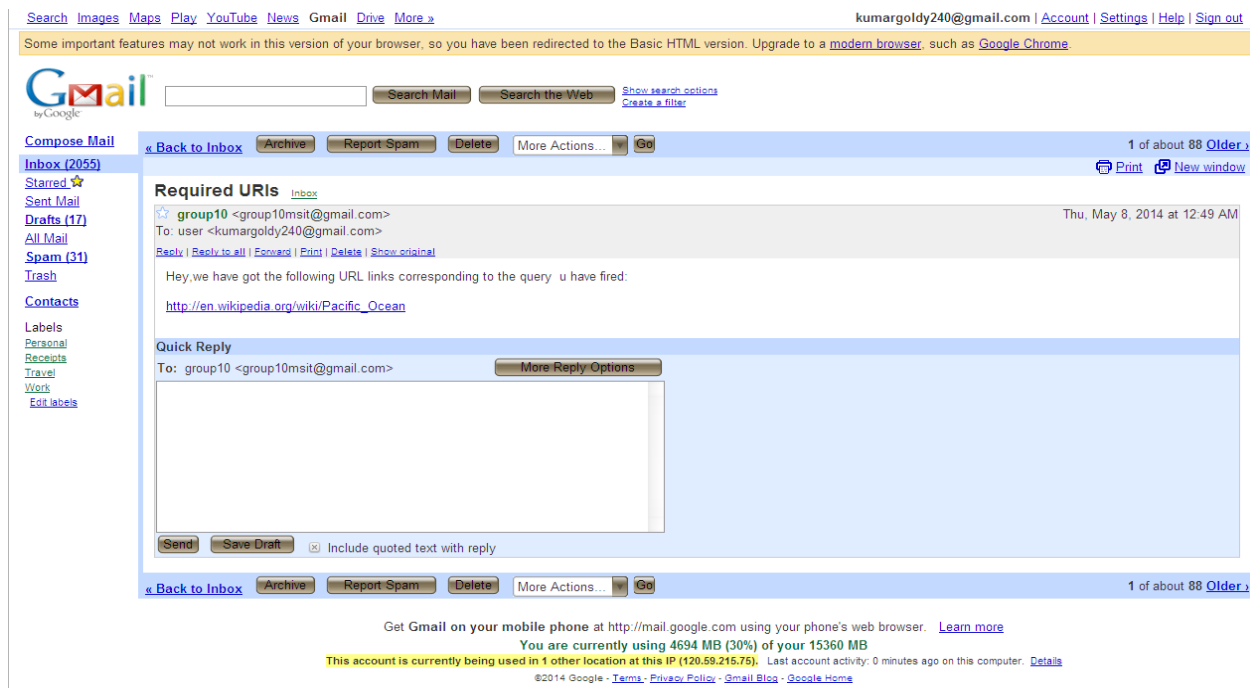 Search Images Maps Play YouTube News Gmail Drive More »
kumargoldy240@gmail.com | Account | Settings | Help | Sign out
Some important features may not work in this version of your browser, so you have been redirected to the Basic HTML version. Upgrade to a modern browser, such as Google Chrome.
Gmail™
by Google
Search Mail Search the Web Show search options
Create a filter
Compose Mail
Inbox (2055)
Starred
Sent Mail
Drafts (17)
All Mail
Spam (31)
Trash
Contacts
Labels
Personal
Receipts
Travel
Work
Edit labels
« Back to Inbox Archive Report Spam Delete More Actions... Go 1 of about 88 Older ›
Print New window
Required URls Inbox
group10 <group10msit@gmail.com> Thu, May 8, 2014 at 12:49 AM
To: user <kumargoldy240@gmail.com>
Reply | Reply to all | Forward | Print | Delete | Show original
Hey,we have got the following URL links corresponding to the query u have fired:
http://en.wikipedia.org/wiki/Pacific_Ocean
Quick Reply
To: group10 <group10msit@gmail.com> More Reply Options
Send Save Draft Include quoted text with reply
« Back to Inbox Archive Report Spam Delete More Actions... Go 1 of about 88 Older ›
Get Gmail on your mobile phone at http://mail.google.com using your phone's web browser. Learn more
You are currently using 4694 MB (30%) of your 15360 MB
This account is currently being used in 1 other location at this IP (120.59.215.75). Last account activity: 0 minutes ago on this computer. Details
©2014 Google - Terms - Privacy Policy - Gmail Blog - Google Home